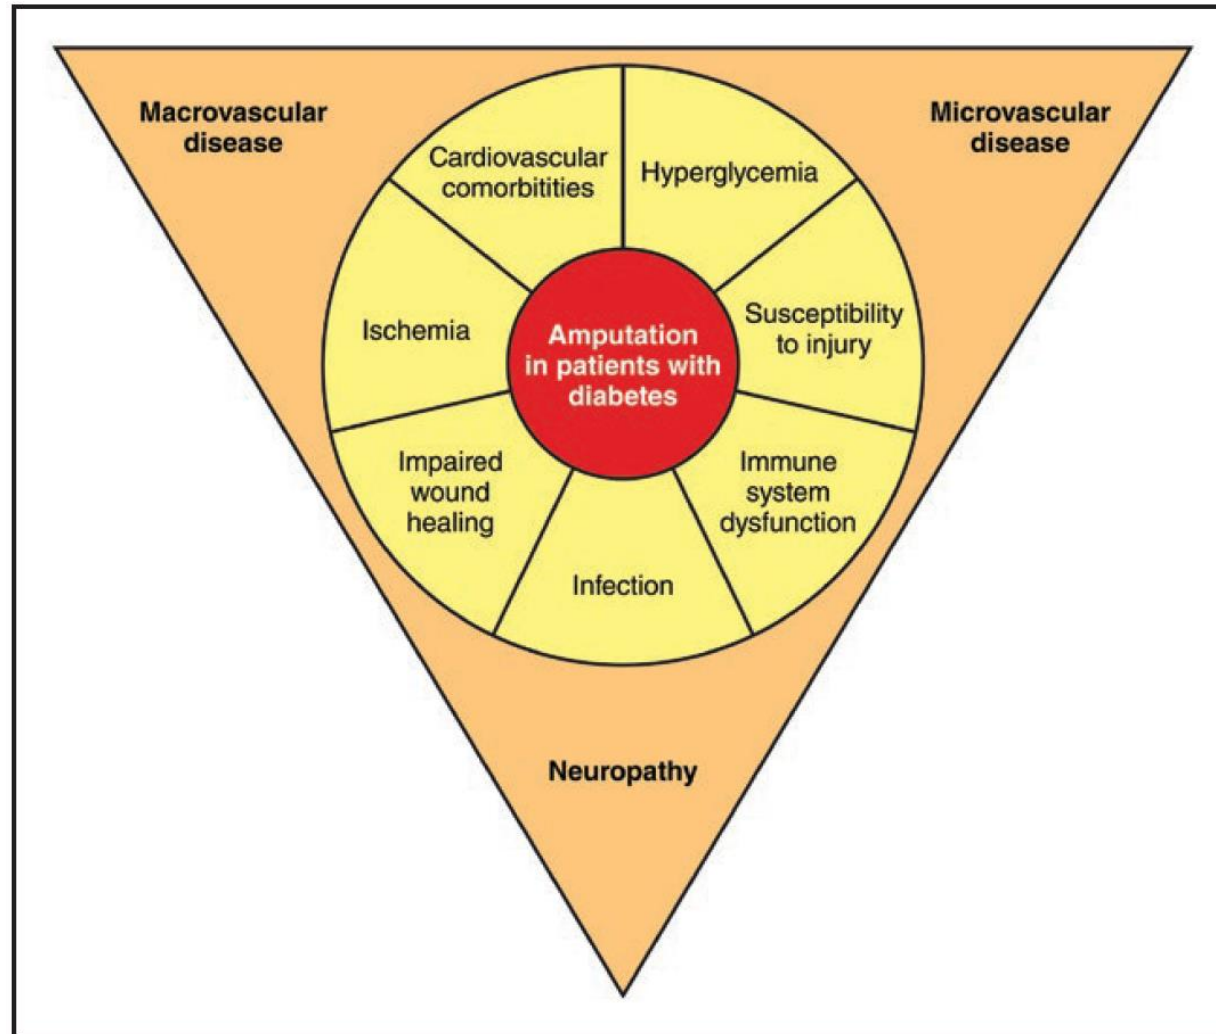 Macrovascular
disease
Microvascular
disease
Cardiovascular
comorbitities
Hyperglycemia
Ischemia
Amputation
in patients with
diabetes
Susceptibility
to injury
Impaired
wound
healing
Immune
system
dysfunction
Infection
Neuropathy